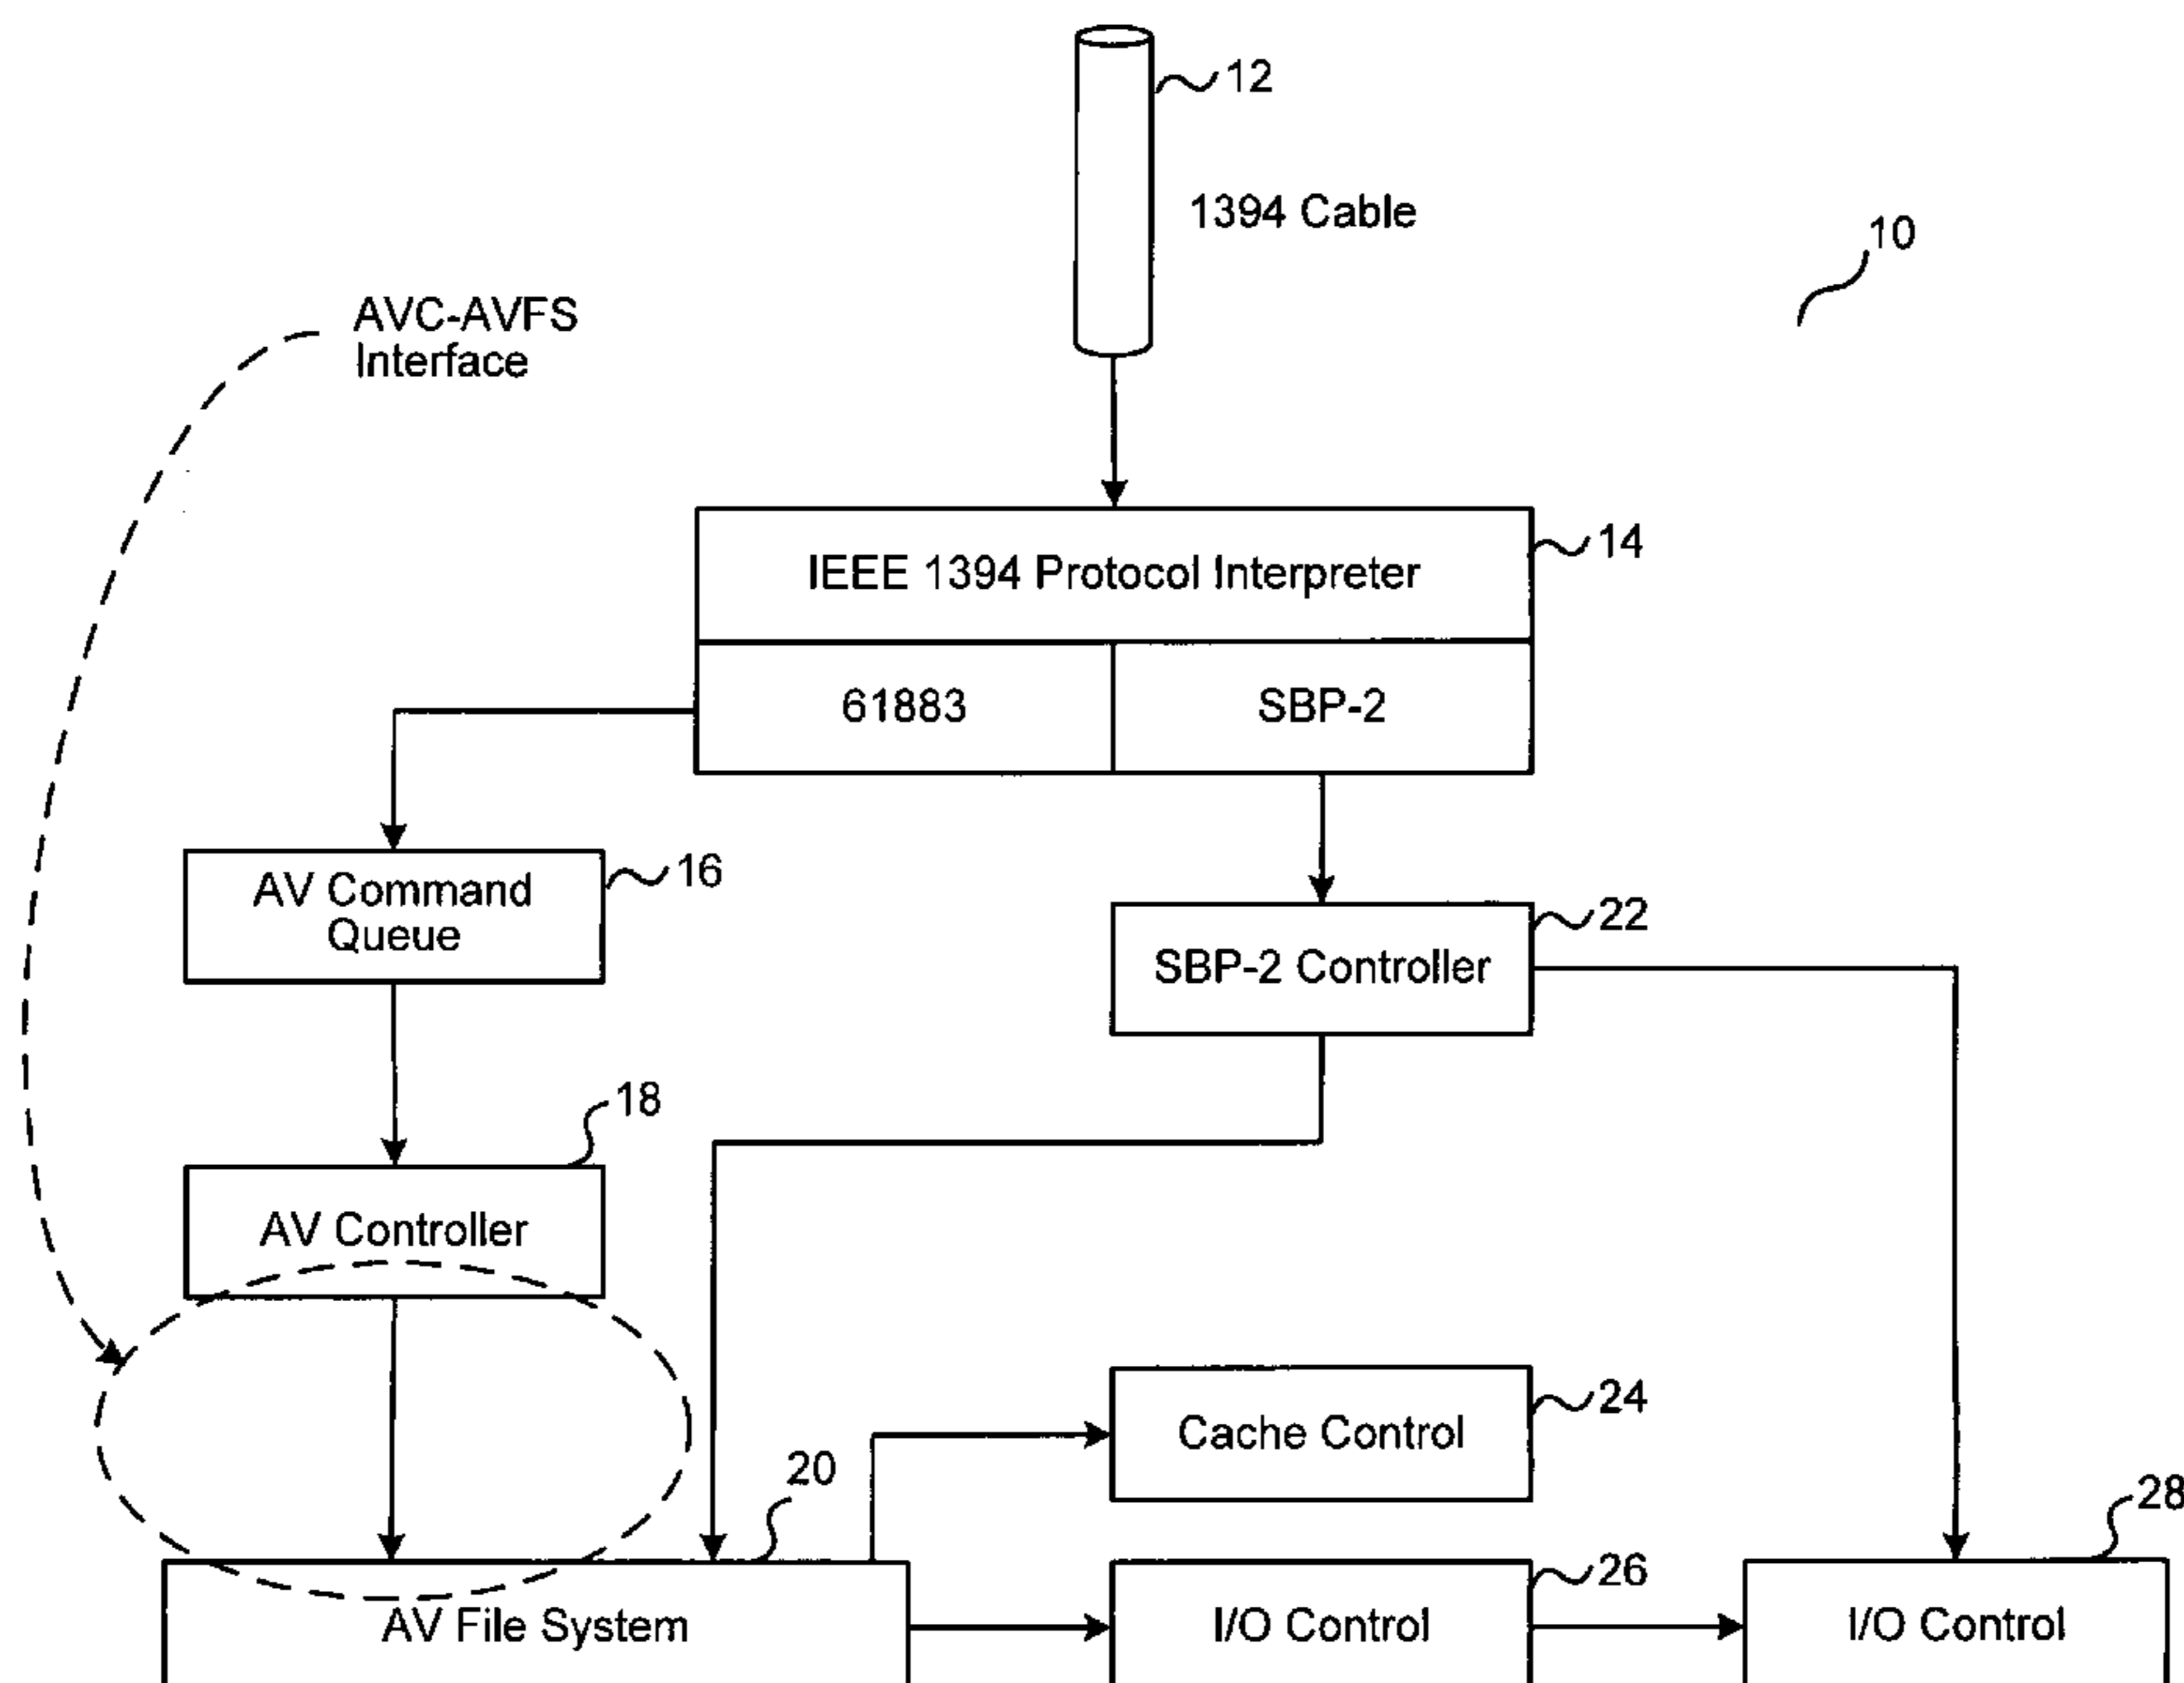 12
1394 Cable
10
AVC-AVFS
Interface
IEEE 1394 Protocol Interpreter
14
61883
SBP-2
AV Command
Queue
16
SBP-2 Controller
22
18
AV Controller
Cache Control
24
20
28
26
AV File System
I/O Control
I/O Control